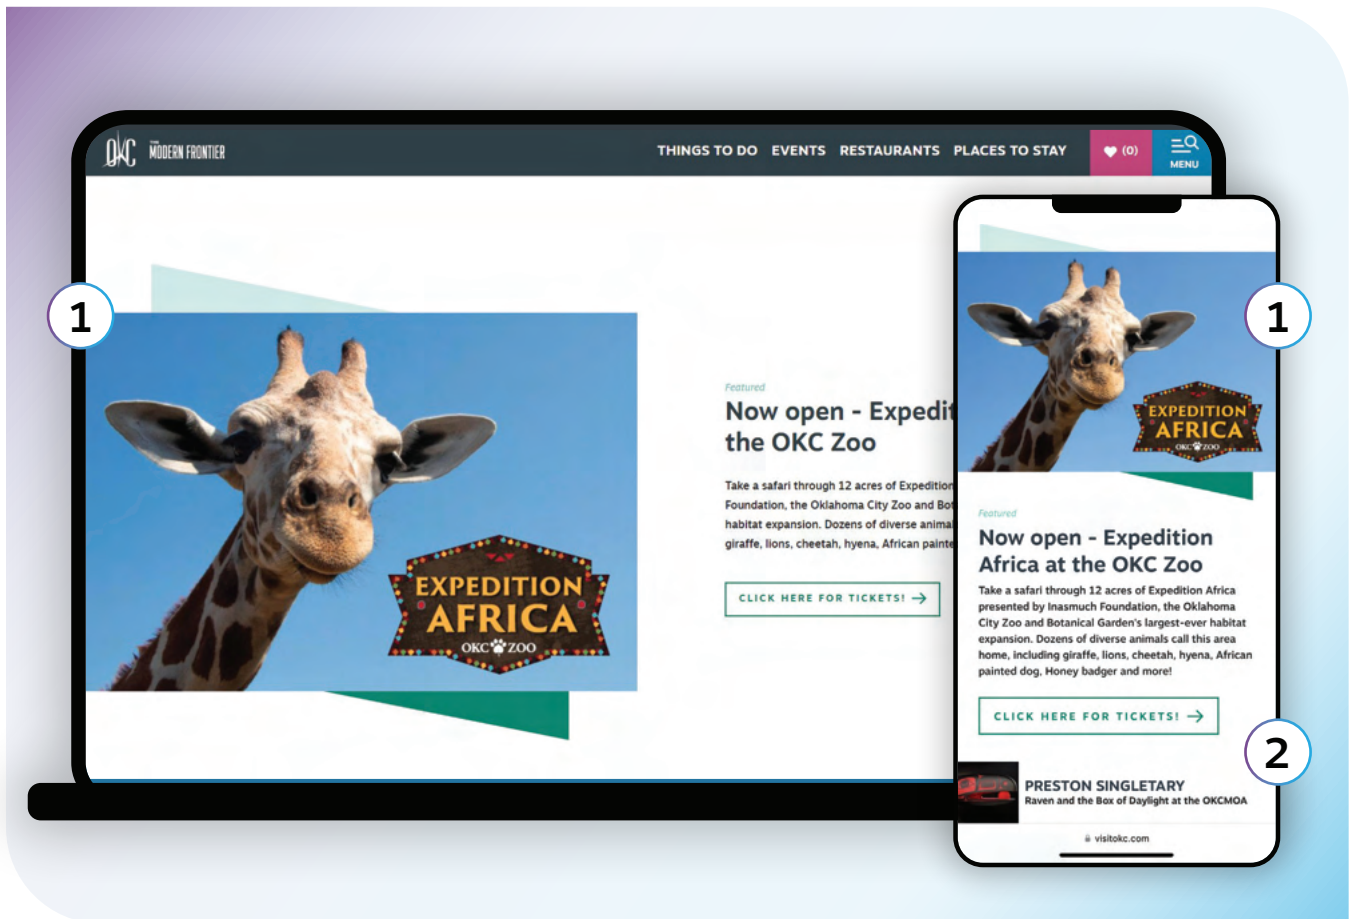 OKC THE MODERN FRONTIER
THINGS TO DO EVENTS RESTAURANTS PLACES TO STAY (0) MENU
1
EXPEDITION
AFRICA
OKC ZOO
Featured
Now open - Expedit
the OKC Zoo
Take a safari through 12 acres of Expedition
Foundation, the Oklahoma City Zoo and Bot
habitat expansion. Dozens of diverse animal
giraffe, lions, cheetah, hyena, African painte
CLICK HERE FOR TICKETS!
1
EXPEDITION
AFRICA
OKC ZOO
Featured
Now open - Expedition
Africa at the OKC Zoo
Take a safari through 12 acres of Expedition Africa
presented by Inasmuch Foundation, the Oklahoma
City Zoo and Botanical Garden's largest-ever habitat
expansion. Dozens of diverse animals call this area
home, including giraffe, lions, cheetah, hyena, African
painted dog, Honey badger and more!
CLICK HERE FOR TICKETS!
2
PRESTON SINGLETARY
Raven and the Box of Daylight at the OKCMOA
visitokc.com